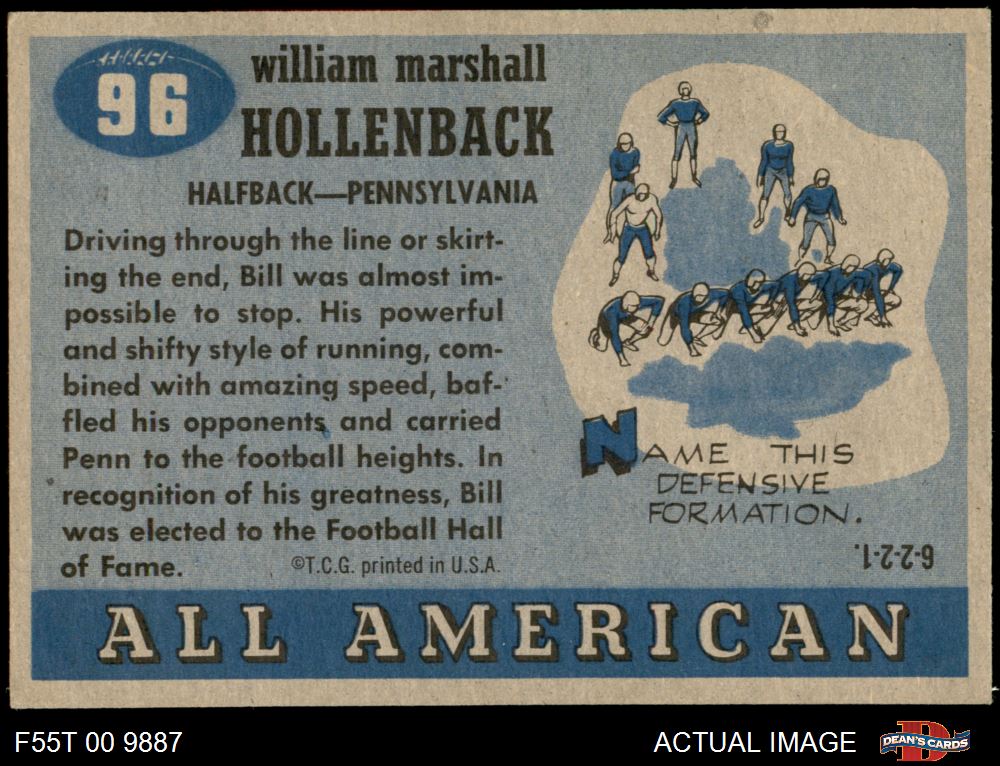 96
william marshall
HOLLENBACK
HALFBACK—PENNSYLVANIA
Driving through the line or skirt-
ing the end, Bill was almost im-
possible to stop. His powerful
and shifty style of running, com-
bined with amazing speed, baf-
fled his opponents and carried
Penn to the football heights. In
recognition of his greatness, Bill
was elected to the Football Hall
of Fame.
©T.C.G. printed in U.S.A.
NAME THIS
DEFENSIVE
FORMATION.
6-2-2-1.
ALL AMERICAN
F55T 00 9887
ACTUAL IMAGE
D
DEAN'S CARDS